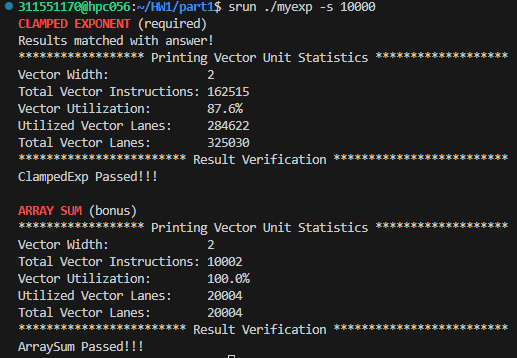 311551170@hpc056:~/HW1/part1$ srun ./myexp -s 10000
CLAMPED EXPONENT (required)
Results matched with answer!
****************** Printing Vector Unit Statistics *******************
Vector Width: 2
Total Vector Instructions: 162515
Vector Utilization: 87.6%
Utilized Vector Lanes: 284622
Total Vector Lanes: 325030
************************ Result Verification *************************
ClampedExp Passed!!!
ARRAY SUM (bonus)
****************** Printing Vector Unit Statistics *******************
Vector Width: 2
Total Vector Instructions: 10002
Vector Utilization: 100.0%
Utilized Vector Lanes: 20004
Total Vector Lanes: 20004
************************ Result Verification *************************
ArraySum Passed!!!